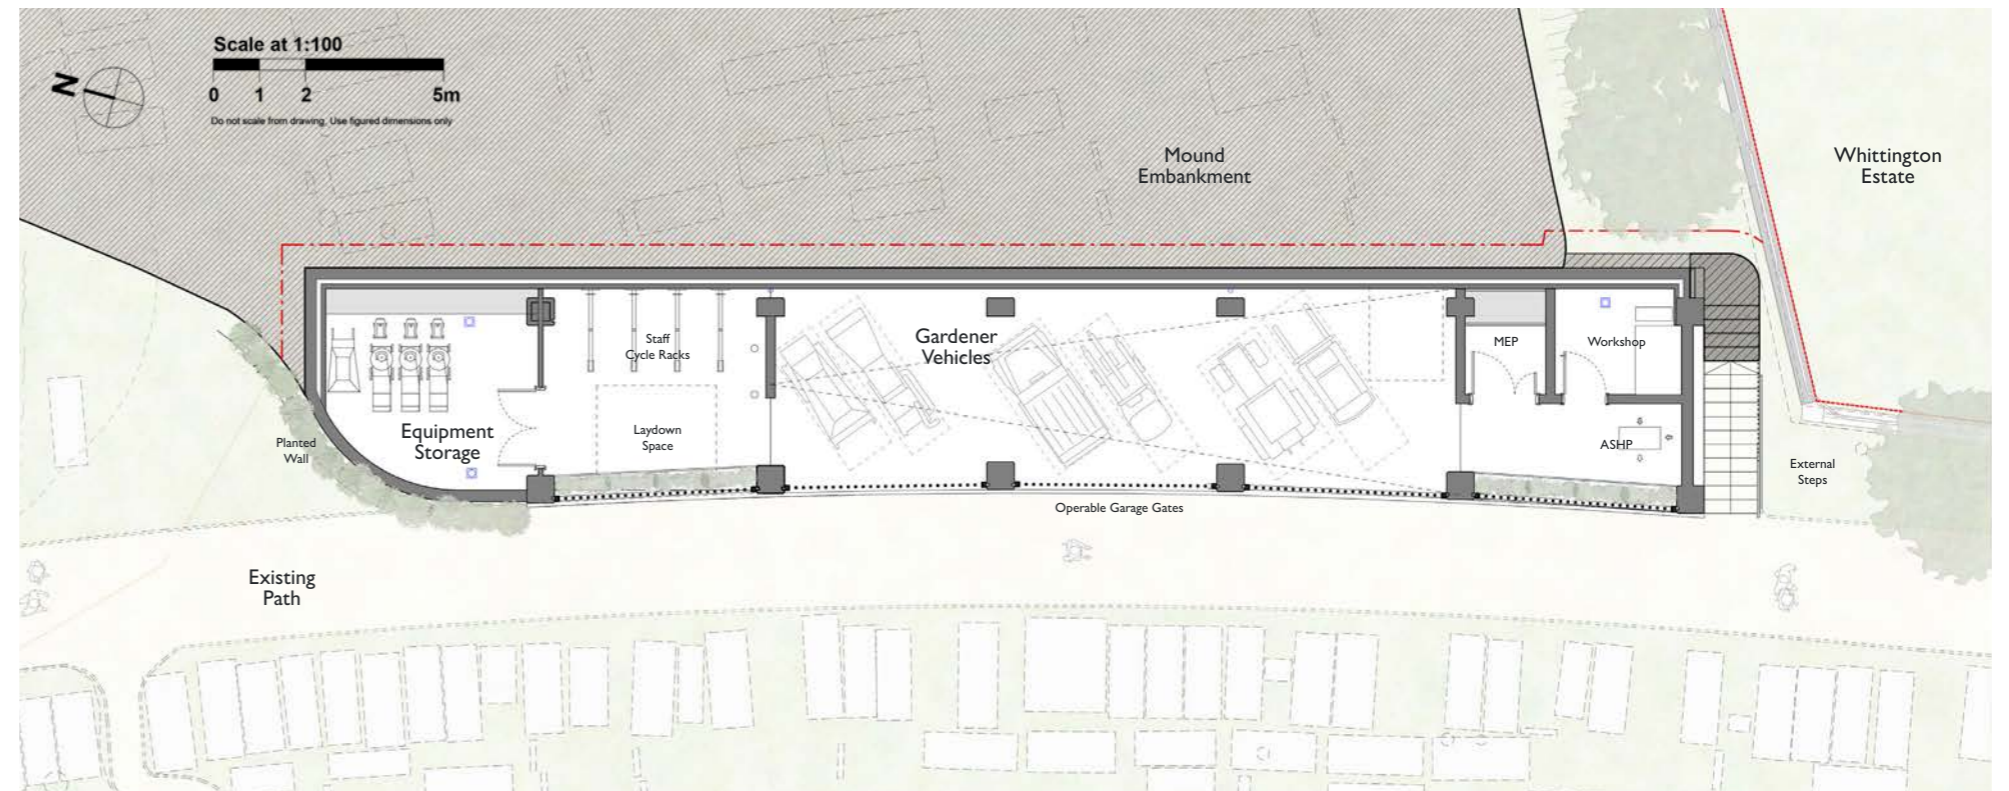 Scale at 1:100
N
0 1 2 5m
Do not scale from drawing. Use figured dimensions only
Mound
Embankment
Whittington
Estate
Staff
Cycle Racks
Gardener
Vehicles
MEP
Workshop
Equipment
Storage
Laydown
Space
Planted
Wall
ASHP
External
Steps
Operable Garage Gates
Existing
Path